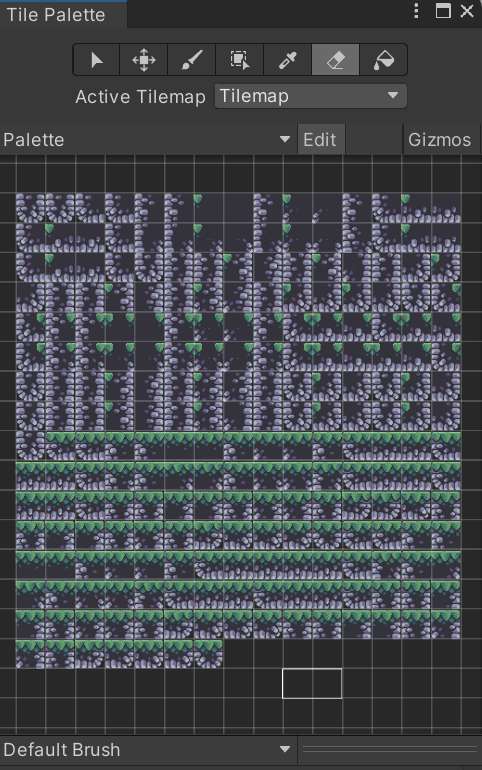 Tile Palette
Active Tilemap Tilemap
Palette Edit Gizmos
Default Brush